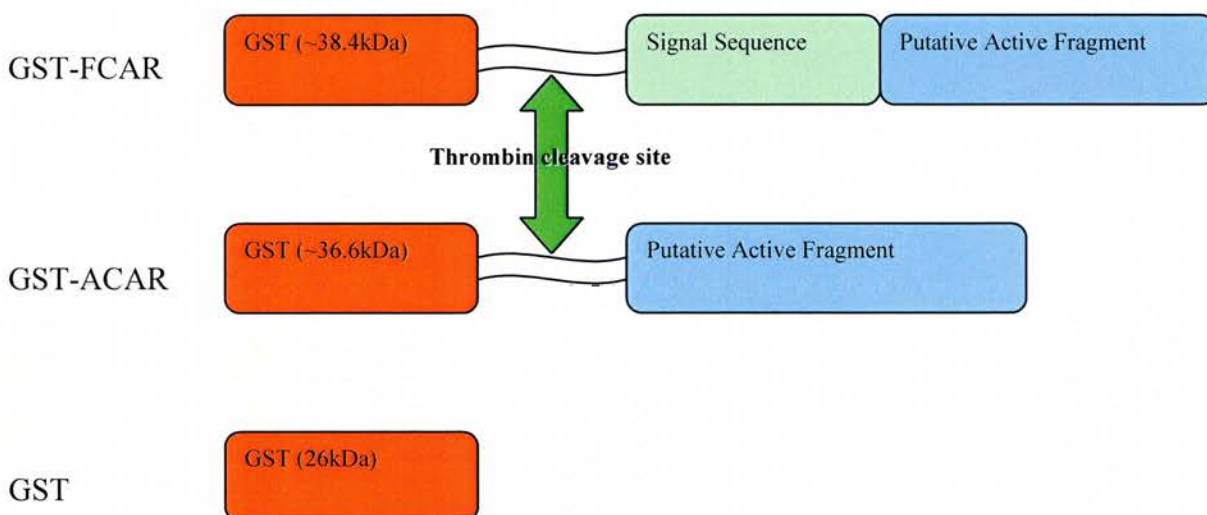 GST-FCAR
GST (~38.4kDa)
Signal Sequence
Putative Active Fragment
Thrombin cleavage site
GST-ACAR
GST (~36.6kDa)
Putative Active Fragment
GST
GST (26kDa)